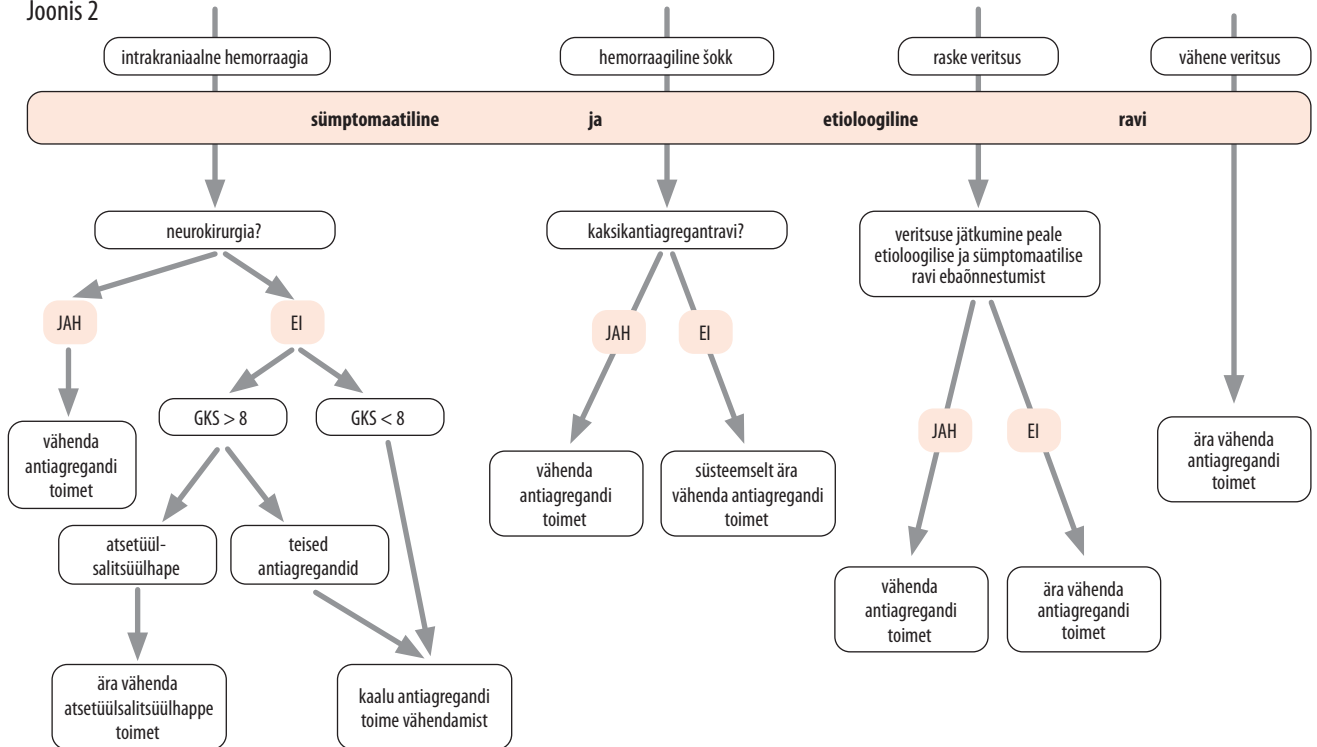 Joonis 2
intrakraniaalne hemorraagia
hemorraagiline šokk
raske veritsus
vähene veritsus
sümptomaatiline ja etioloogiline ravi
neurokirurgia?
JAH
EI
vähenda
antiagregandi
toimet
GKS > 8
GKS < 8
atsetüül-
salitsüülhape
teised
antiagregandid
ära vähenda
atsetüülsalitsüülhappe
toimet
kaalu antiagregandi
toime vähendamist
kaksikantiagregantravi?
JAH
EI
vähenda
antiagregandi
toimet
süsteemselt ära
vähenda antiagregandi
toimet
veritsuse jätkumine peale
etioloogilise ja sümptomaatilise
ravi ebaõnnestumist
JAH
EI
vähenda
antiagregandi
toimet
ära vähenda
antiagregandi
toimet
ära vähenda
antiagregandi
toimet